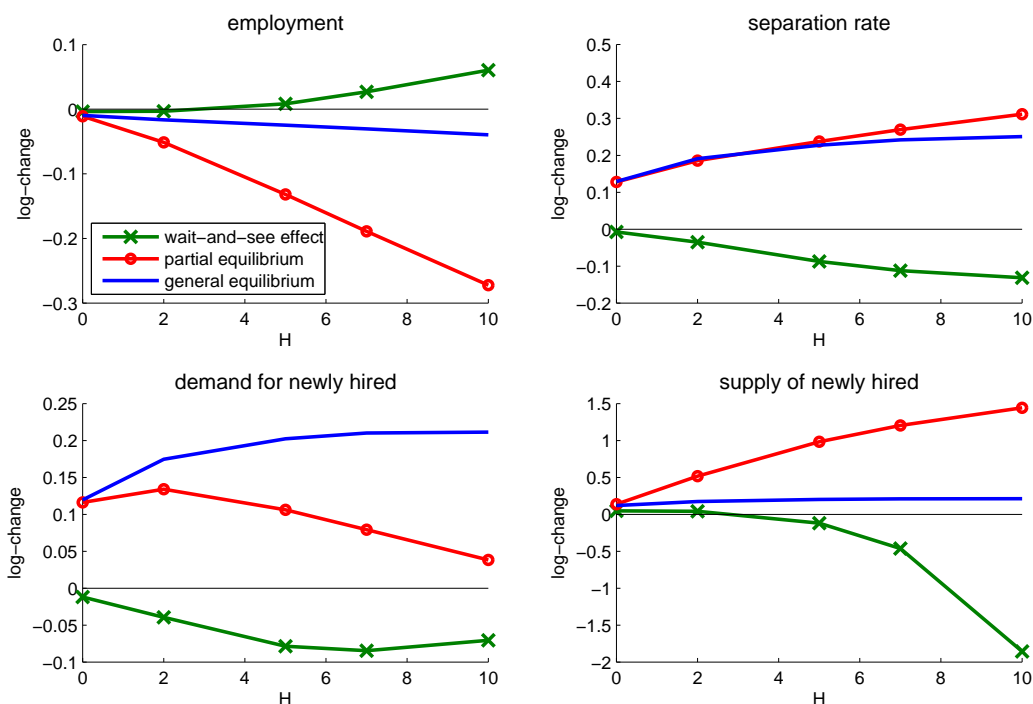 employment
0.1
0
−0.1
−0.2
−0.3
log−change
wait−and−see effect
partial equilibrium
general equilibrium
0 2 4 6 8 10
H
separation rate
0.5
0.4
0.3
0.2
0.1
0
−0.1
−0.2
log−change
0 2 4 6 8 10
H
demand for newly hired
0.25
0.2
0.15
0.1
0.05
0
−0.05
−0.1
log−change
0 2 4 6 8 10
H
supply of newly hired
1.5
1
0.5
0
−0.5
−1
−1.5
−2
log−change
0 2 4 6 8 10
H